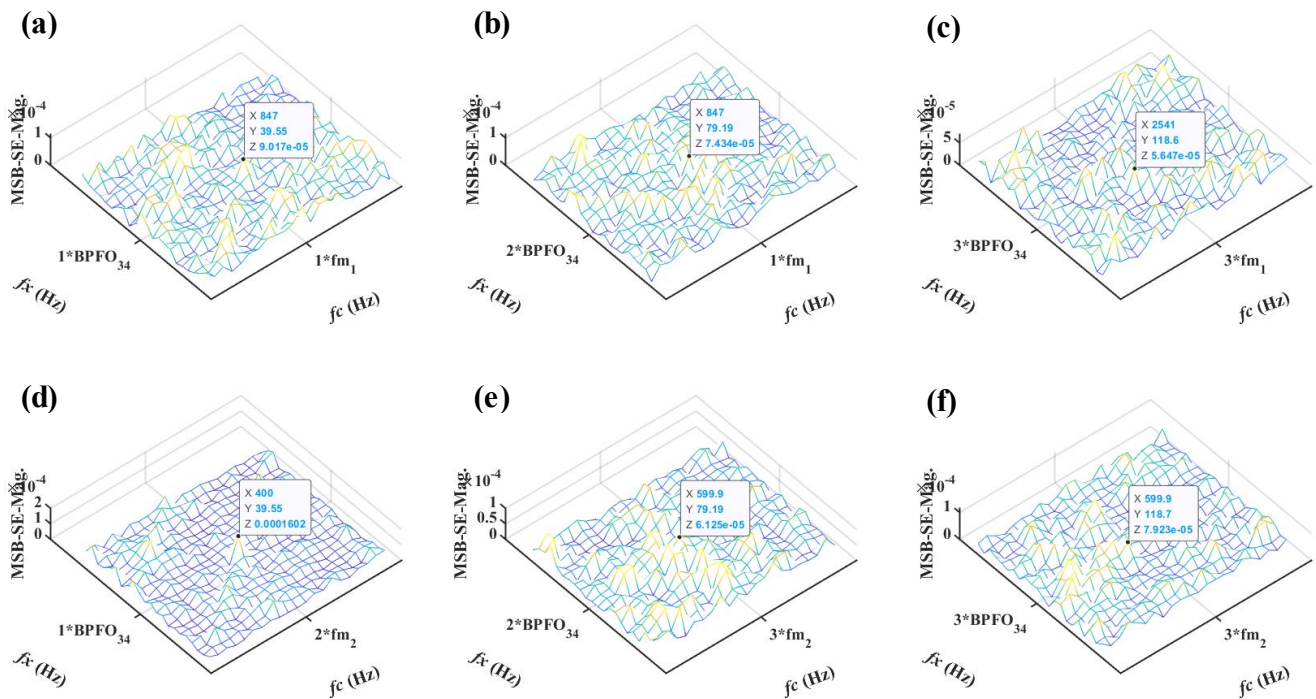 (a)
MSB-SE-Mag.
×10-4
1
0
X 847
Y 39.55
Z 9.017e-05
1*BPFO34
1*fm1
fx (Hz)
fc (Hz)
(b)
MSB-SE-Mag.
×10-4
1
0
X 847
Y 79.19
Z 7.434e-05
2*BPFO34
1*fm1
fx (Hz)
fc (Hz)
(c)
MSB-SE-Mag.
×10-5
5
0
X 2541
Y 118.6
Z 5.647e-05
3*BPFO34
3*fm1
fx (Hz)
fc (Hz)
(d)
MSB-SE-Mag.
×10-4
2
1
0
X 400
Y 39.55
Z 0.0001602
1*BPFO34
2*fm2
fx (Hz)
fc (Hz)
(e)
MSB-SE-Mag.
×10-4
1
0.5
0
X 599.9
Y 79.19
Z 6.125e-05
2*BPFO34
3*fm2
fx (Hz)
fc (Hz)
(f)
MSB-SE-Mag.
×10-4
1
0
X 599.9
Y 118.7
Z 7.923e-05
3*BPFO34
3*fm2
fx (Hz)
fc (Hz)